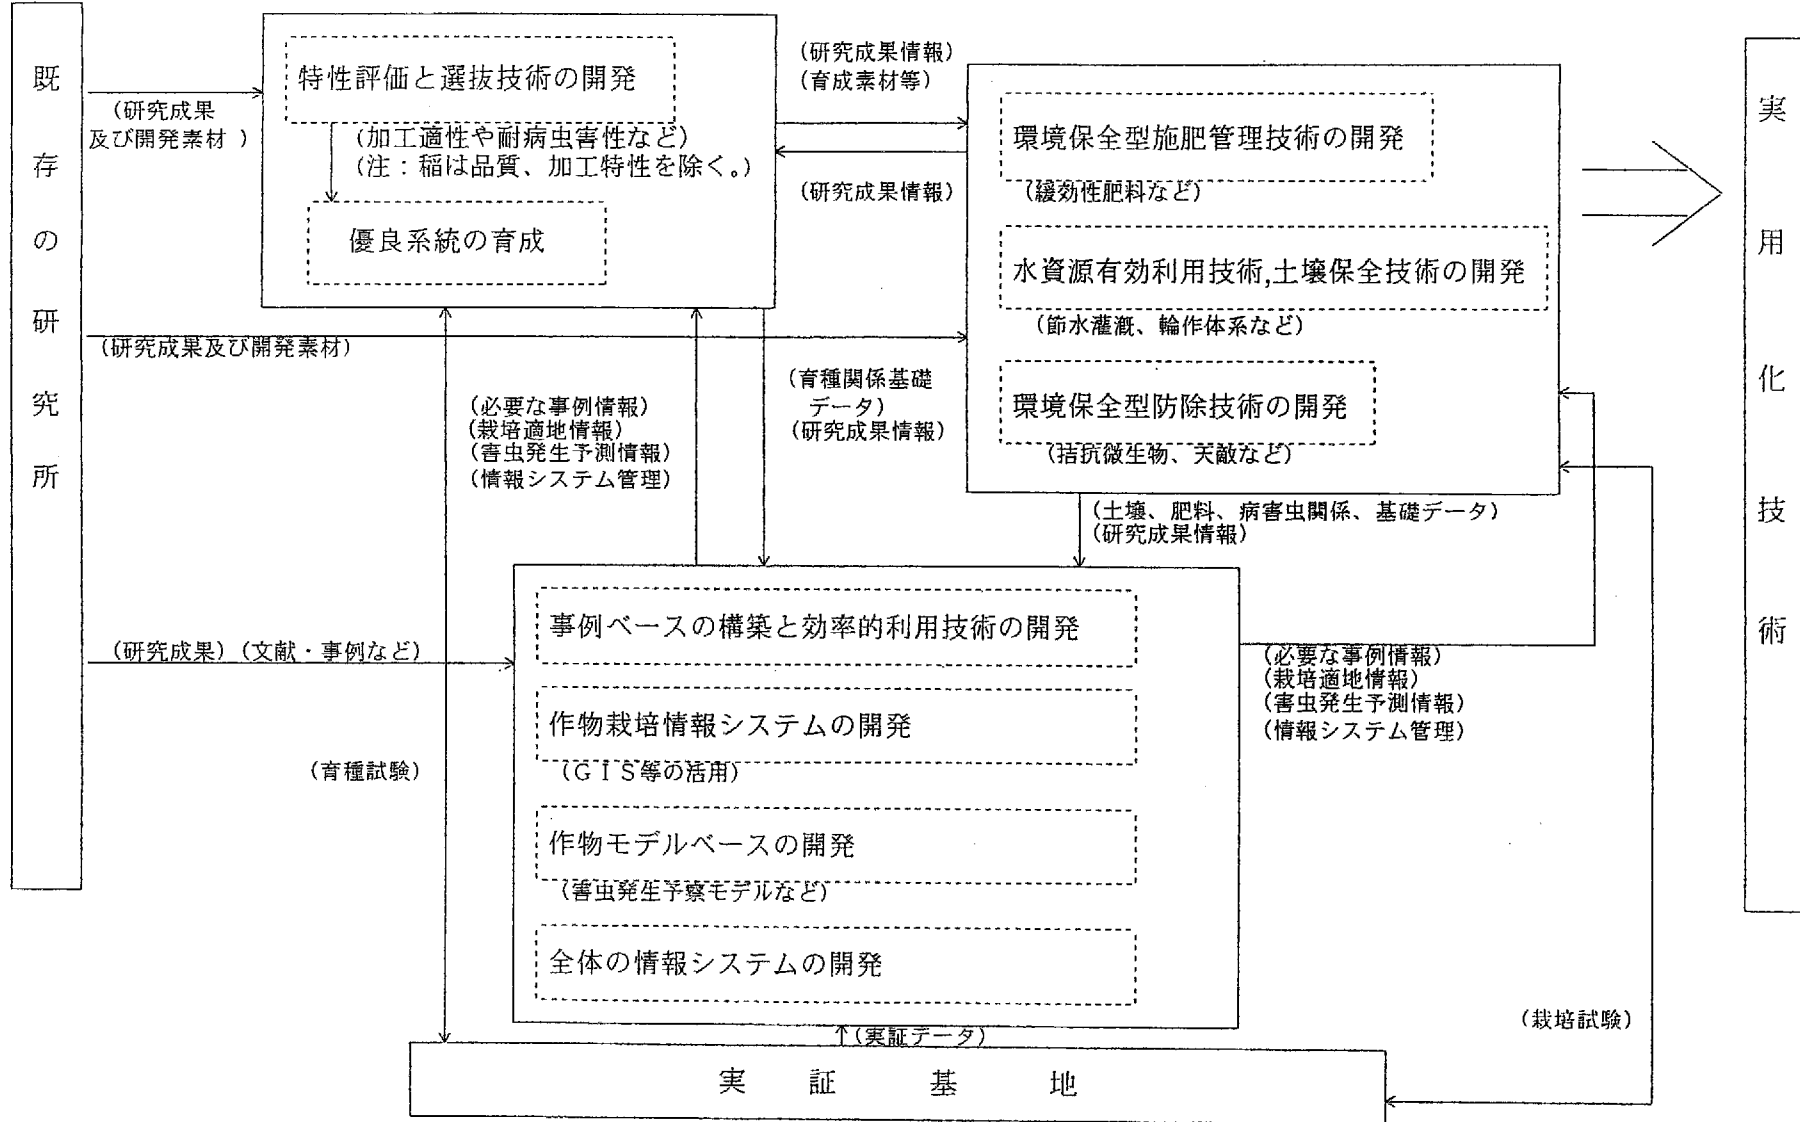 既存の研究所
(研究成果
及び開発素材 )
特性評価と選抜技術の開発
(加工適性や耐病虫害性など)
(注：稲は品質、加工特性を除く。)
優良系統の育成
(研究成果情報)
(育成素材等)
(研究成果情報)
環境保全型施肥管理技術の開発
(緩効性肥料など)
水資源有効利用技術,土壌保全技術の開発
(節水灌漑、輪作体系など)
環境保全型防除技術の開発
(拮抗微生物、天敵など)
実用化技術
(研究成果及び開発素材)
(必要な事例情報)
(栽培適地情報)
(害虫発生予測情報)
(情報システム管理)
(育種関係基礎
データ)
(研究成果情報)
(土壌、肥料、病害虫関係、基礎データ)
(研究成果情報)
(研究成果)(文献・事例など)
事例ベースの構築と効率的利用技術の開発
作物栽培情報システムの開発
(GIS等の活用)
作物モデルベースの開発
(害虫発生予察モデルなど)
全体の情報システムの開発
(必要な事例情報)
(栽培適地情報)
(害虫発生予測情報)
(情報システム管理)
(育種試験)
(栽培試験)
(実証データ)
実証基地